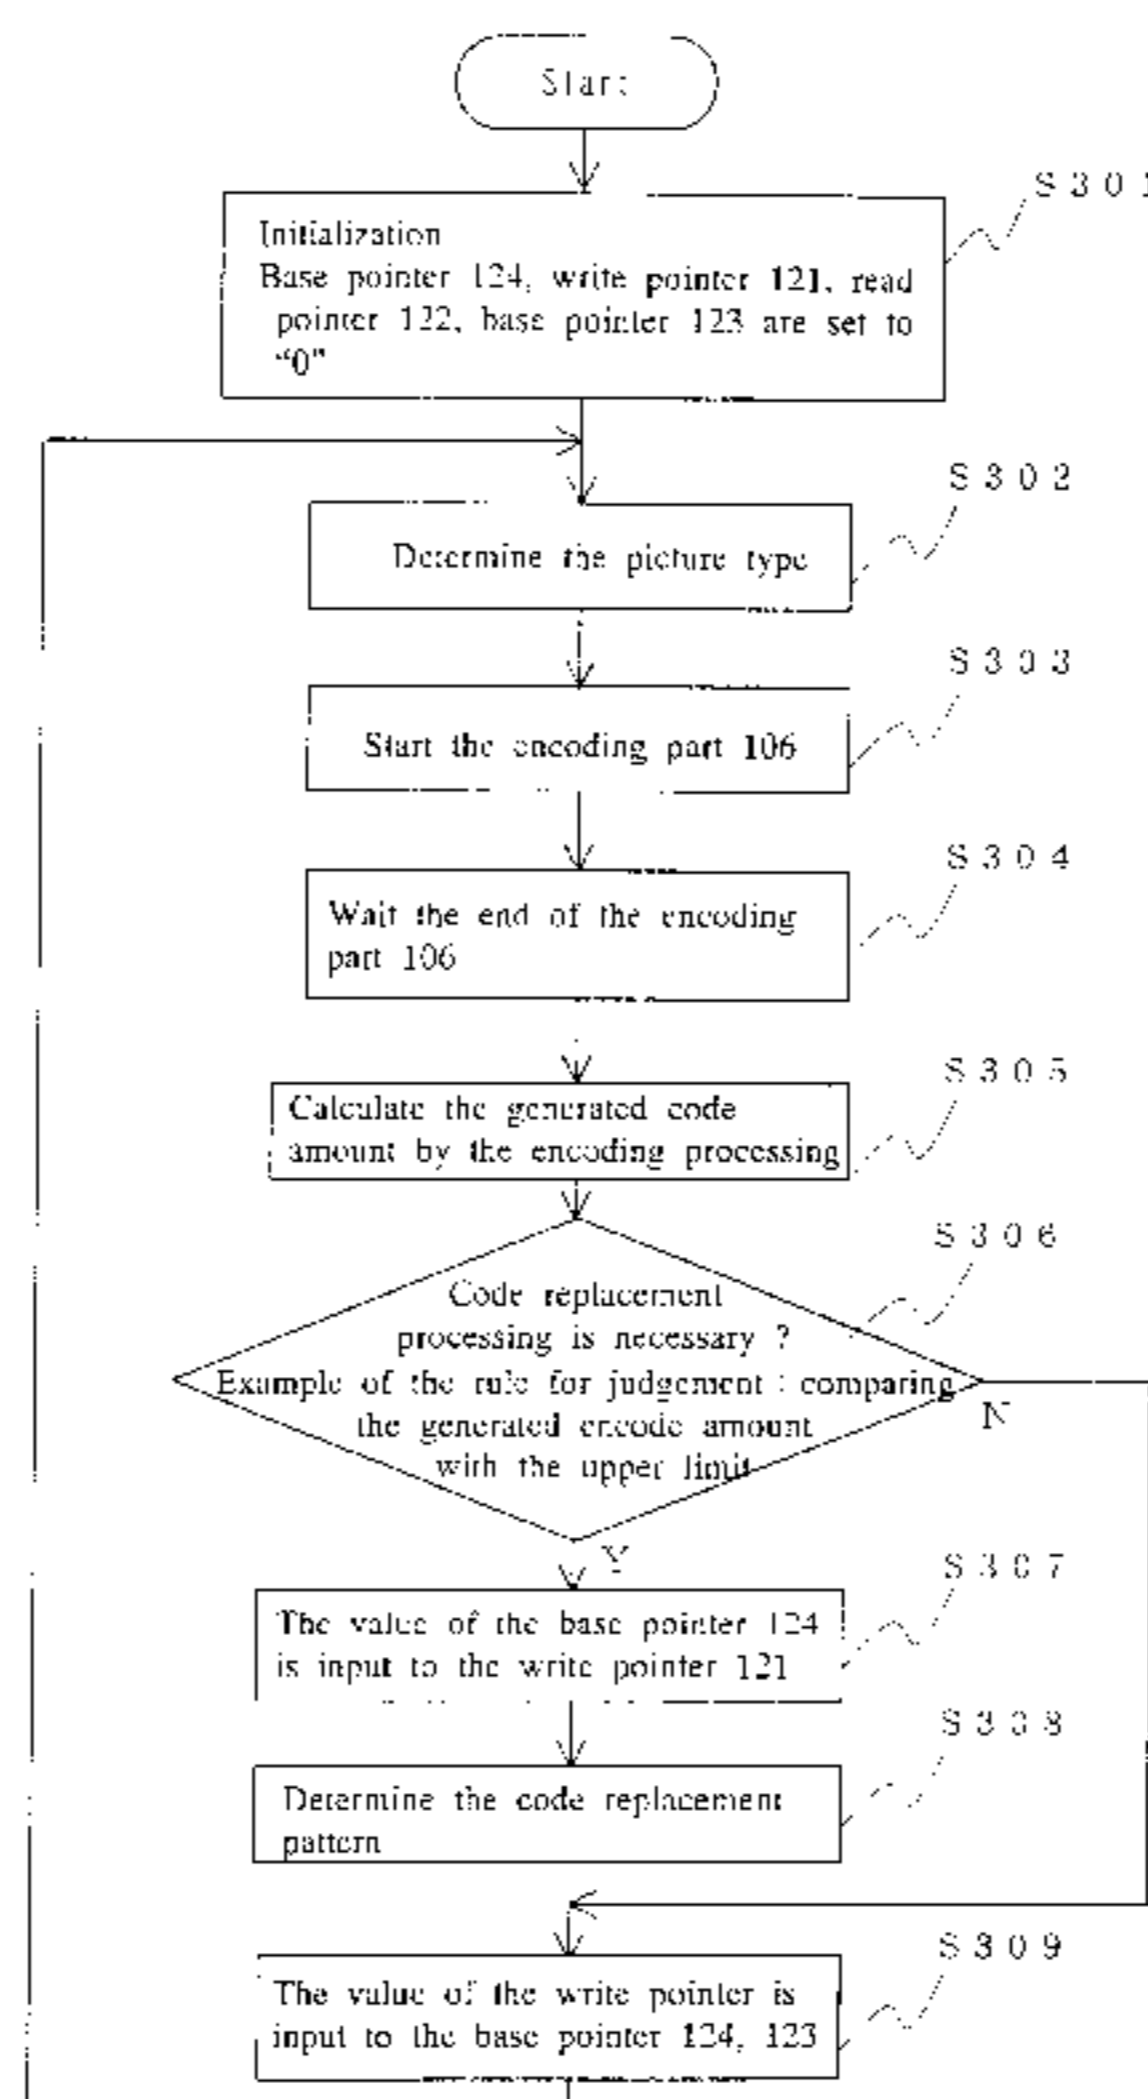 Start
S301
Initialization
Base pointer 124, write pointer 121, read
pointer 122, base pointer 123 are set to
“0”
S302
Determine the picture type
S303
Start the encoding part 106
S304
Wait the end of the encoding
part 106
S305
Calculate the generated code
amount by the encoding processing
S306
Code replacement
processing is necessary ?
Example of the rule for judgement : comparing
the generated encode amount
with the upper limit
N
Y
S307
The value of the base pointer 124
is input to the write pointer 121
S308
Determine the code replacement
pattern
S309
The value of the write pointer is
input to the base pointer 124, 123